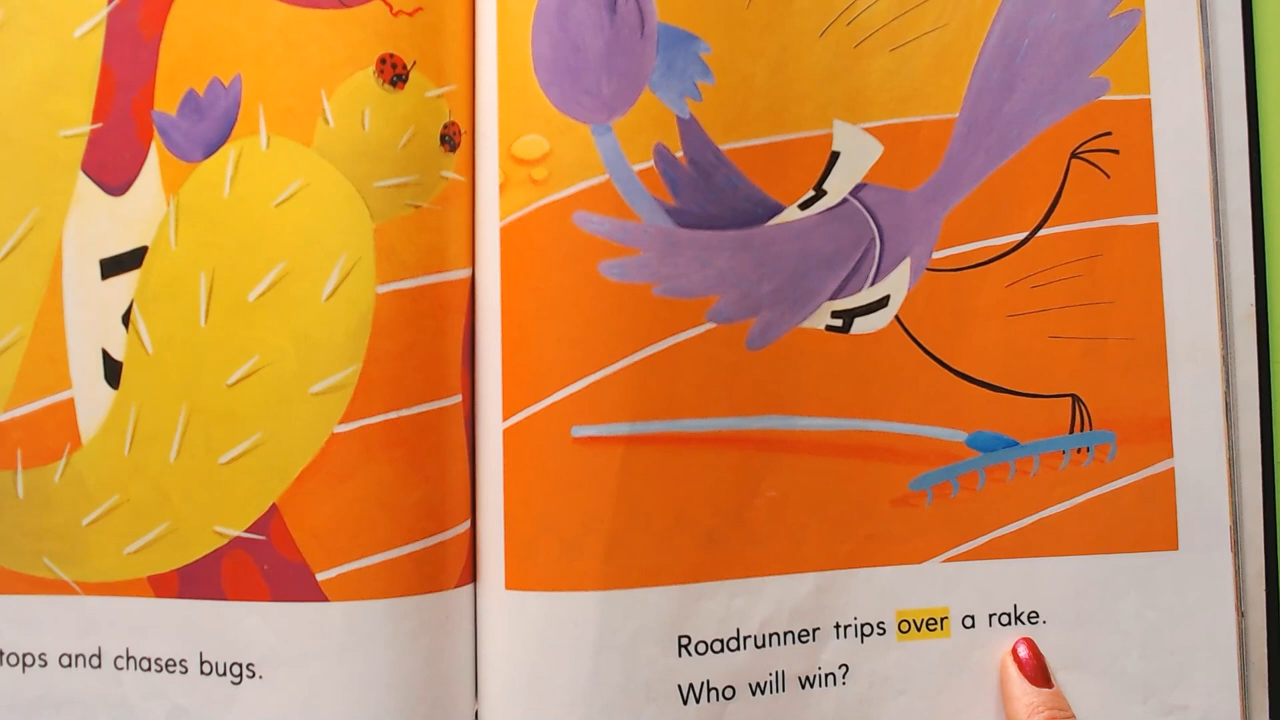 tops and chases bugs.
Roadrunner trips over a rake.
Who will win?